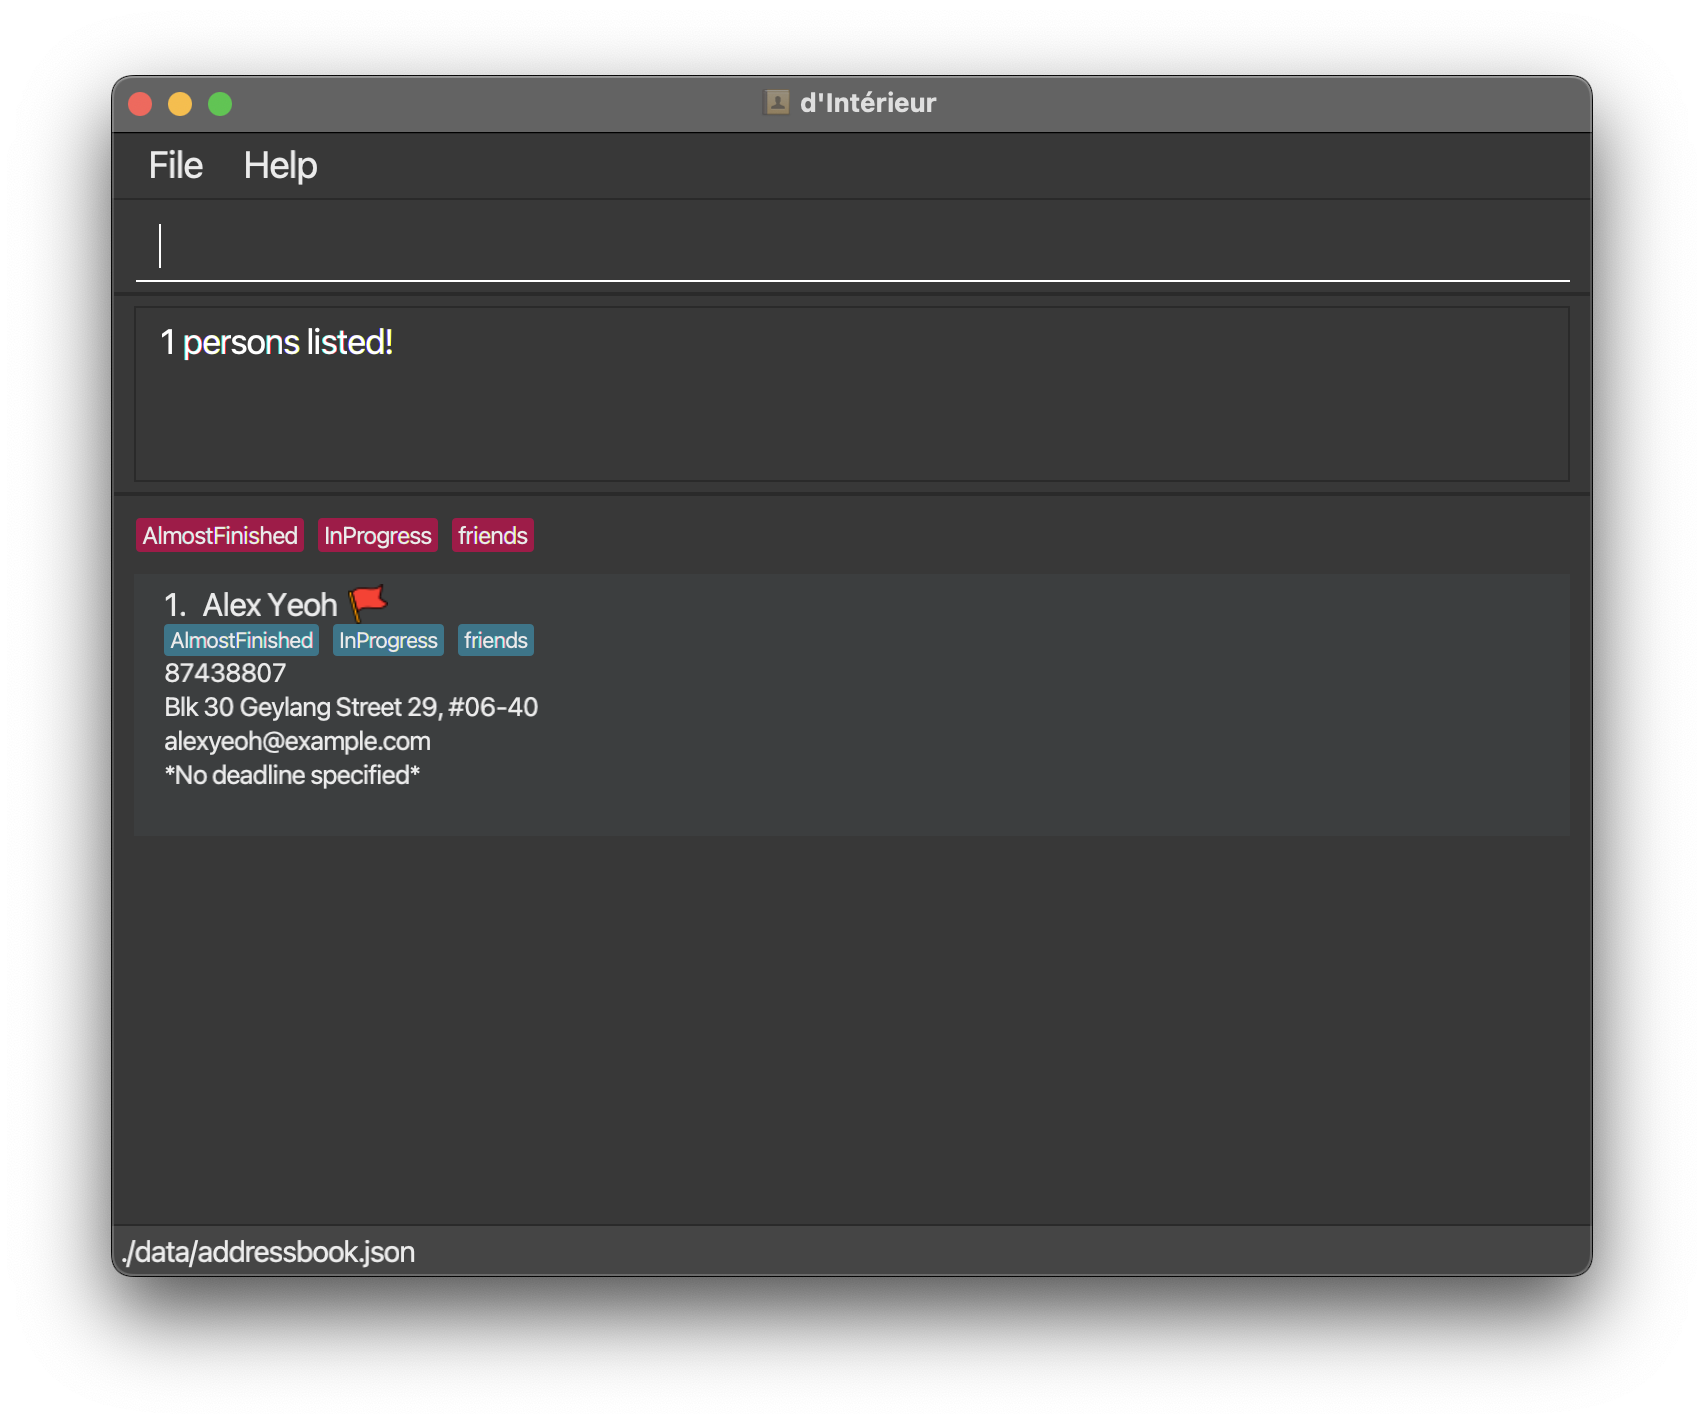 d'Intérieur
File Help
1 persons listed!
AlmostFinished InProgress friends
1. Alex Yeoh 🚩
AlmostFinished InProgress friends
87438807
Blk 30 Geylang Street 29, #06-40
alexyeoh@example.com
*No deadline specified*
./data/addressbook.json